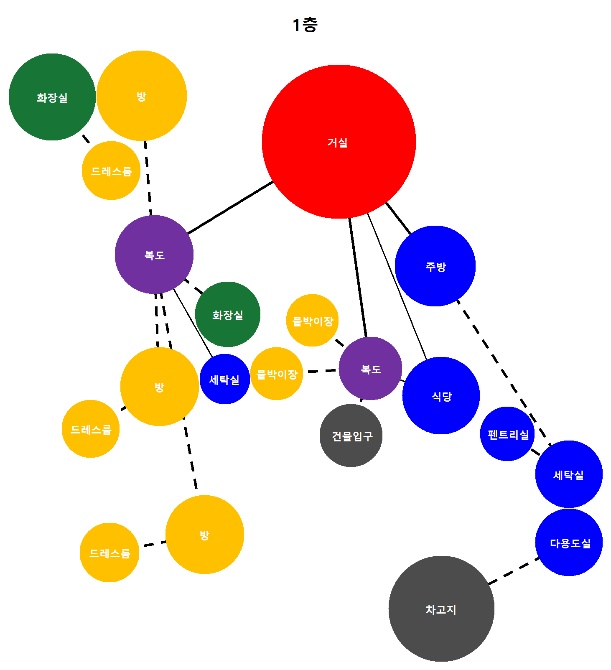 1층
화장실
방
드레스룸
거실
복도
주방
화장실
붙박이장
방
세탁실
붙박이장
복도
식당
드레스룸
건물입구
펜트리실
세탁실
방
드레스룸
다용도실
차고지